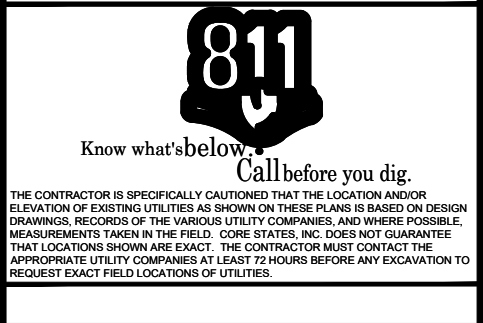 811
Know what's below.
Call before you dig.
THE CONTRACTOR IS SPECIFICALLY CAUTIONED THAT THE LOCATION AND/OR
ELEVATION OF EXISTING UTILITIES AS SHOWN ON THESE PLANS IS BASED ON DESIGN
DRAWINGS, RECORDS OF THE VARIOUS UTILITY COMPANIES, AND WHERE POSSIBLE,
MEASUREMENTS TAKEN IN THE FIELD.  CORE STATES, INC. DOES NOT GUARANTEE
THAT LOCATIONS SHOWN ARE EXACT.  THE CONTRACTOR MUST CONTACT THE
APPROPRIATE UTILITY COMPANIES AT LEAST 72 HOURS BEFORE ANY EXCAVATION TO
REQUEST EXACT FIELD LOCATIONS OF UTILITIES.